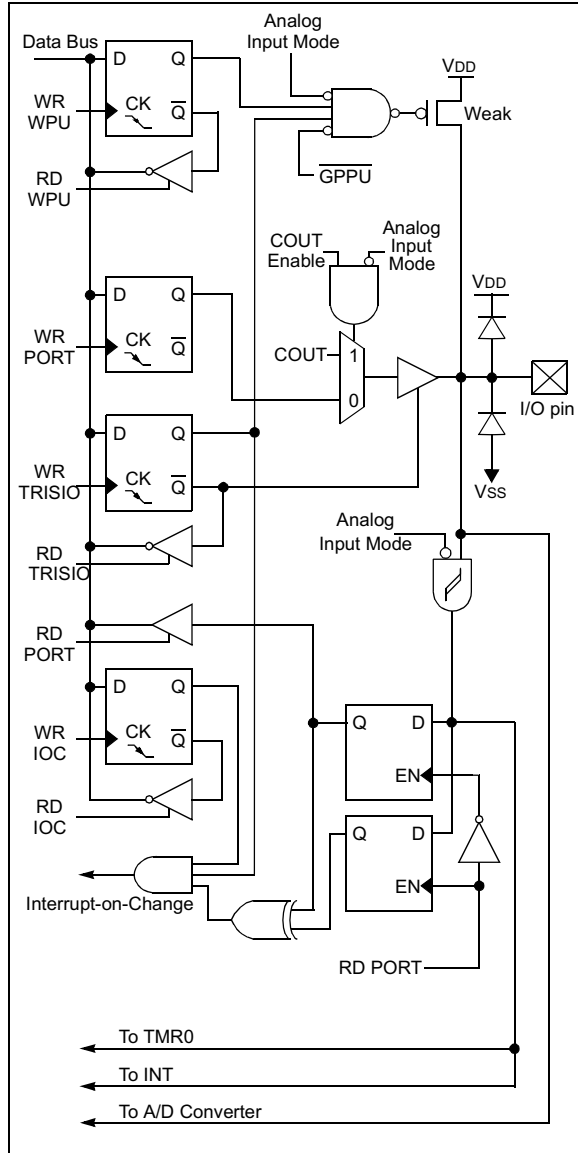 Analog
Input Mode
Data Bus
D Q
VDD
WR
WPU
CK
Q
Weak
RD
WPU
GPPU
COUT
Enable
Analog
Input
Mode
D Q
VDD
WR
PORT
CK
Q
COUT
1
0
I/O pin
D Q
WR
TRISIO
CK
Q
VSS
Analog
Input Mode
RD
TRISIO
RD
PORT
D Q
Q D
WR
IOC
CK
Q
EN
RD
IOC
Q D
EN
Interrupt-on-Change
RD PORT
To TMR0
To INT
To A/D Converter